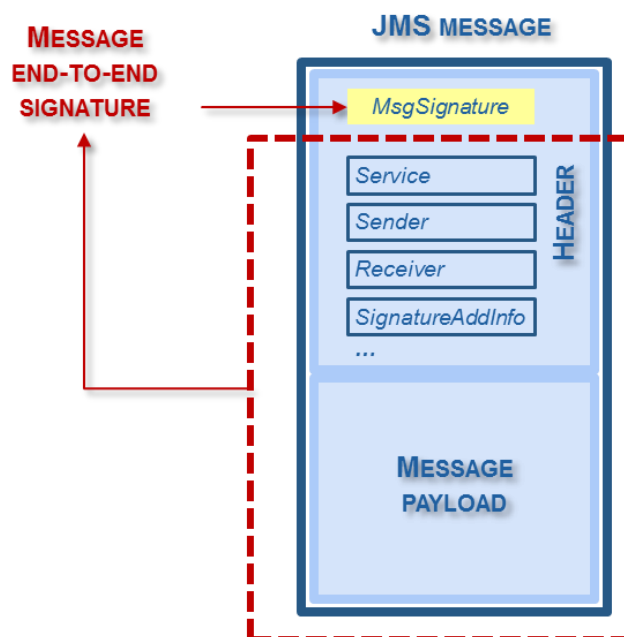 JMS MESSAGE
MESSAGE
END-TO-END
SIGNATURE
MsgSignature
Service
Sender
Receiver
SignatureAddInfo
...
HEADER
MESSAGE
PAYLOAD